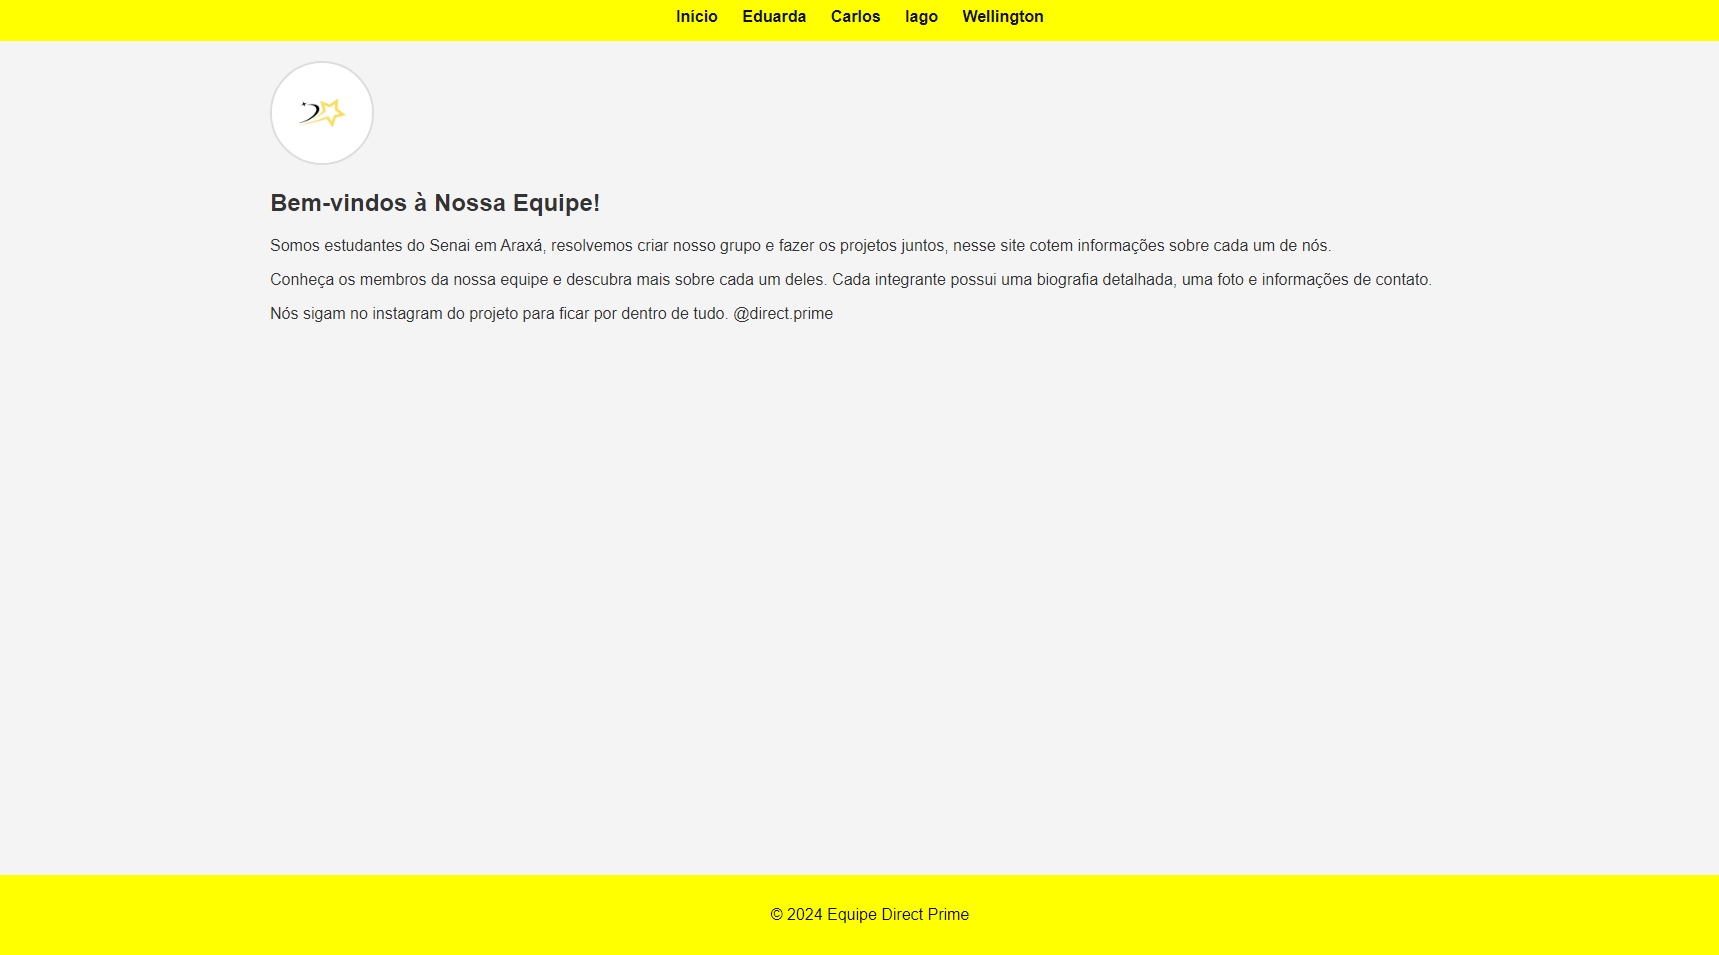 Início Eduarda Carlos Iago Wellington
Bem-vindos à Nossa Equipe!
Somos estudantes do Senai em Araxá, resolvemos criar nosso grupo e fazer os projetos juntos, nesse site cotem informações sobre cada um de nós.
Conheça os membros da nossa equipe e descubra mais sobre cada um deles. Cada integrante possui uma biografia detalhada, uma foto e informações de contato.
Nós sigam no instagram do projeto para ficar por dentro de tudo. @direct.prime
© 2024 Equipe Direct Prime